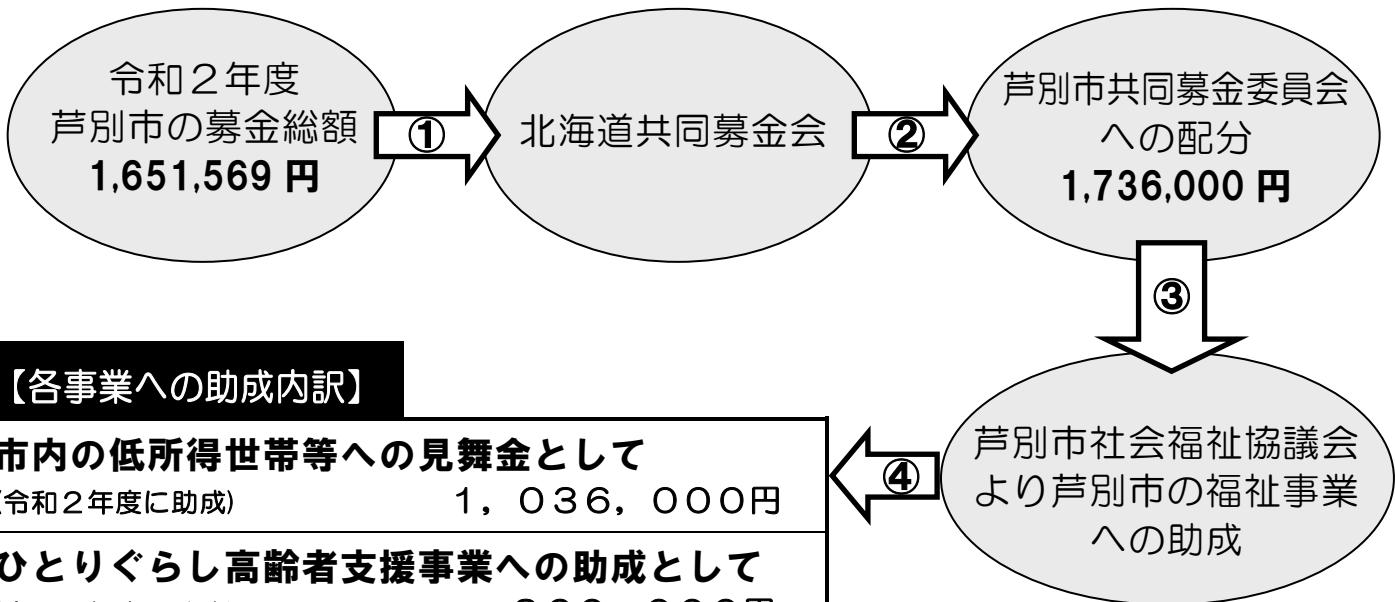 令和２年度
芦別市の募金総額
1,651,569 円
①
北海道共同募金会
②
芦別市共同募金委員会
への配分
1,736,000 円
③
芦別市社会福祉協議会
より芦別市の福祉事業
への助成
④
【各事業への助成内訳】
市内の低所得世帯等への見舞金として
(令和２年度に助成) １，０３６，０００円
ひとりぐらし高齢者支援事業への助成として